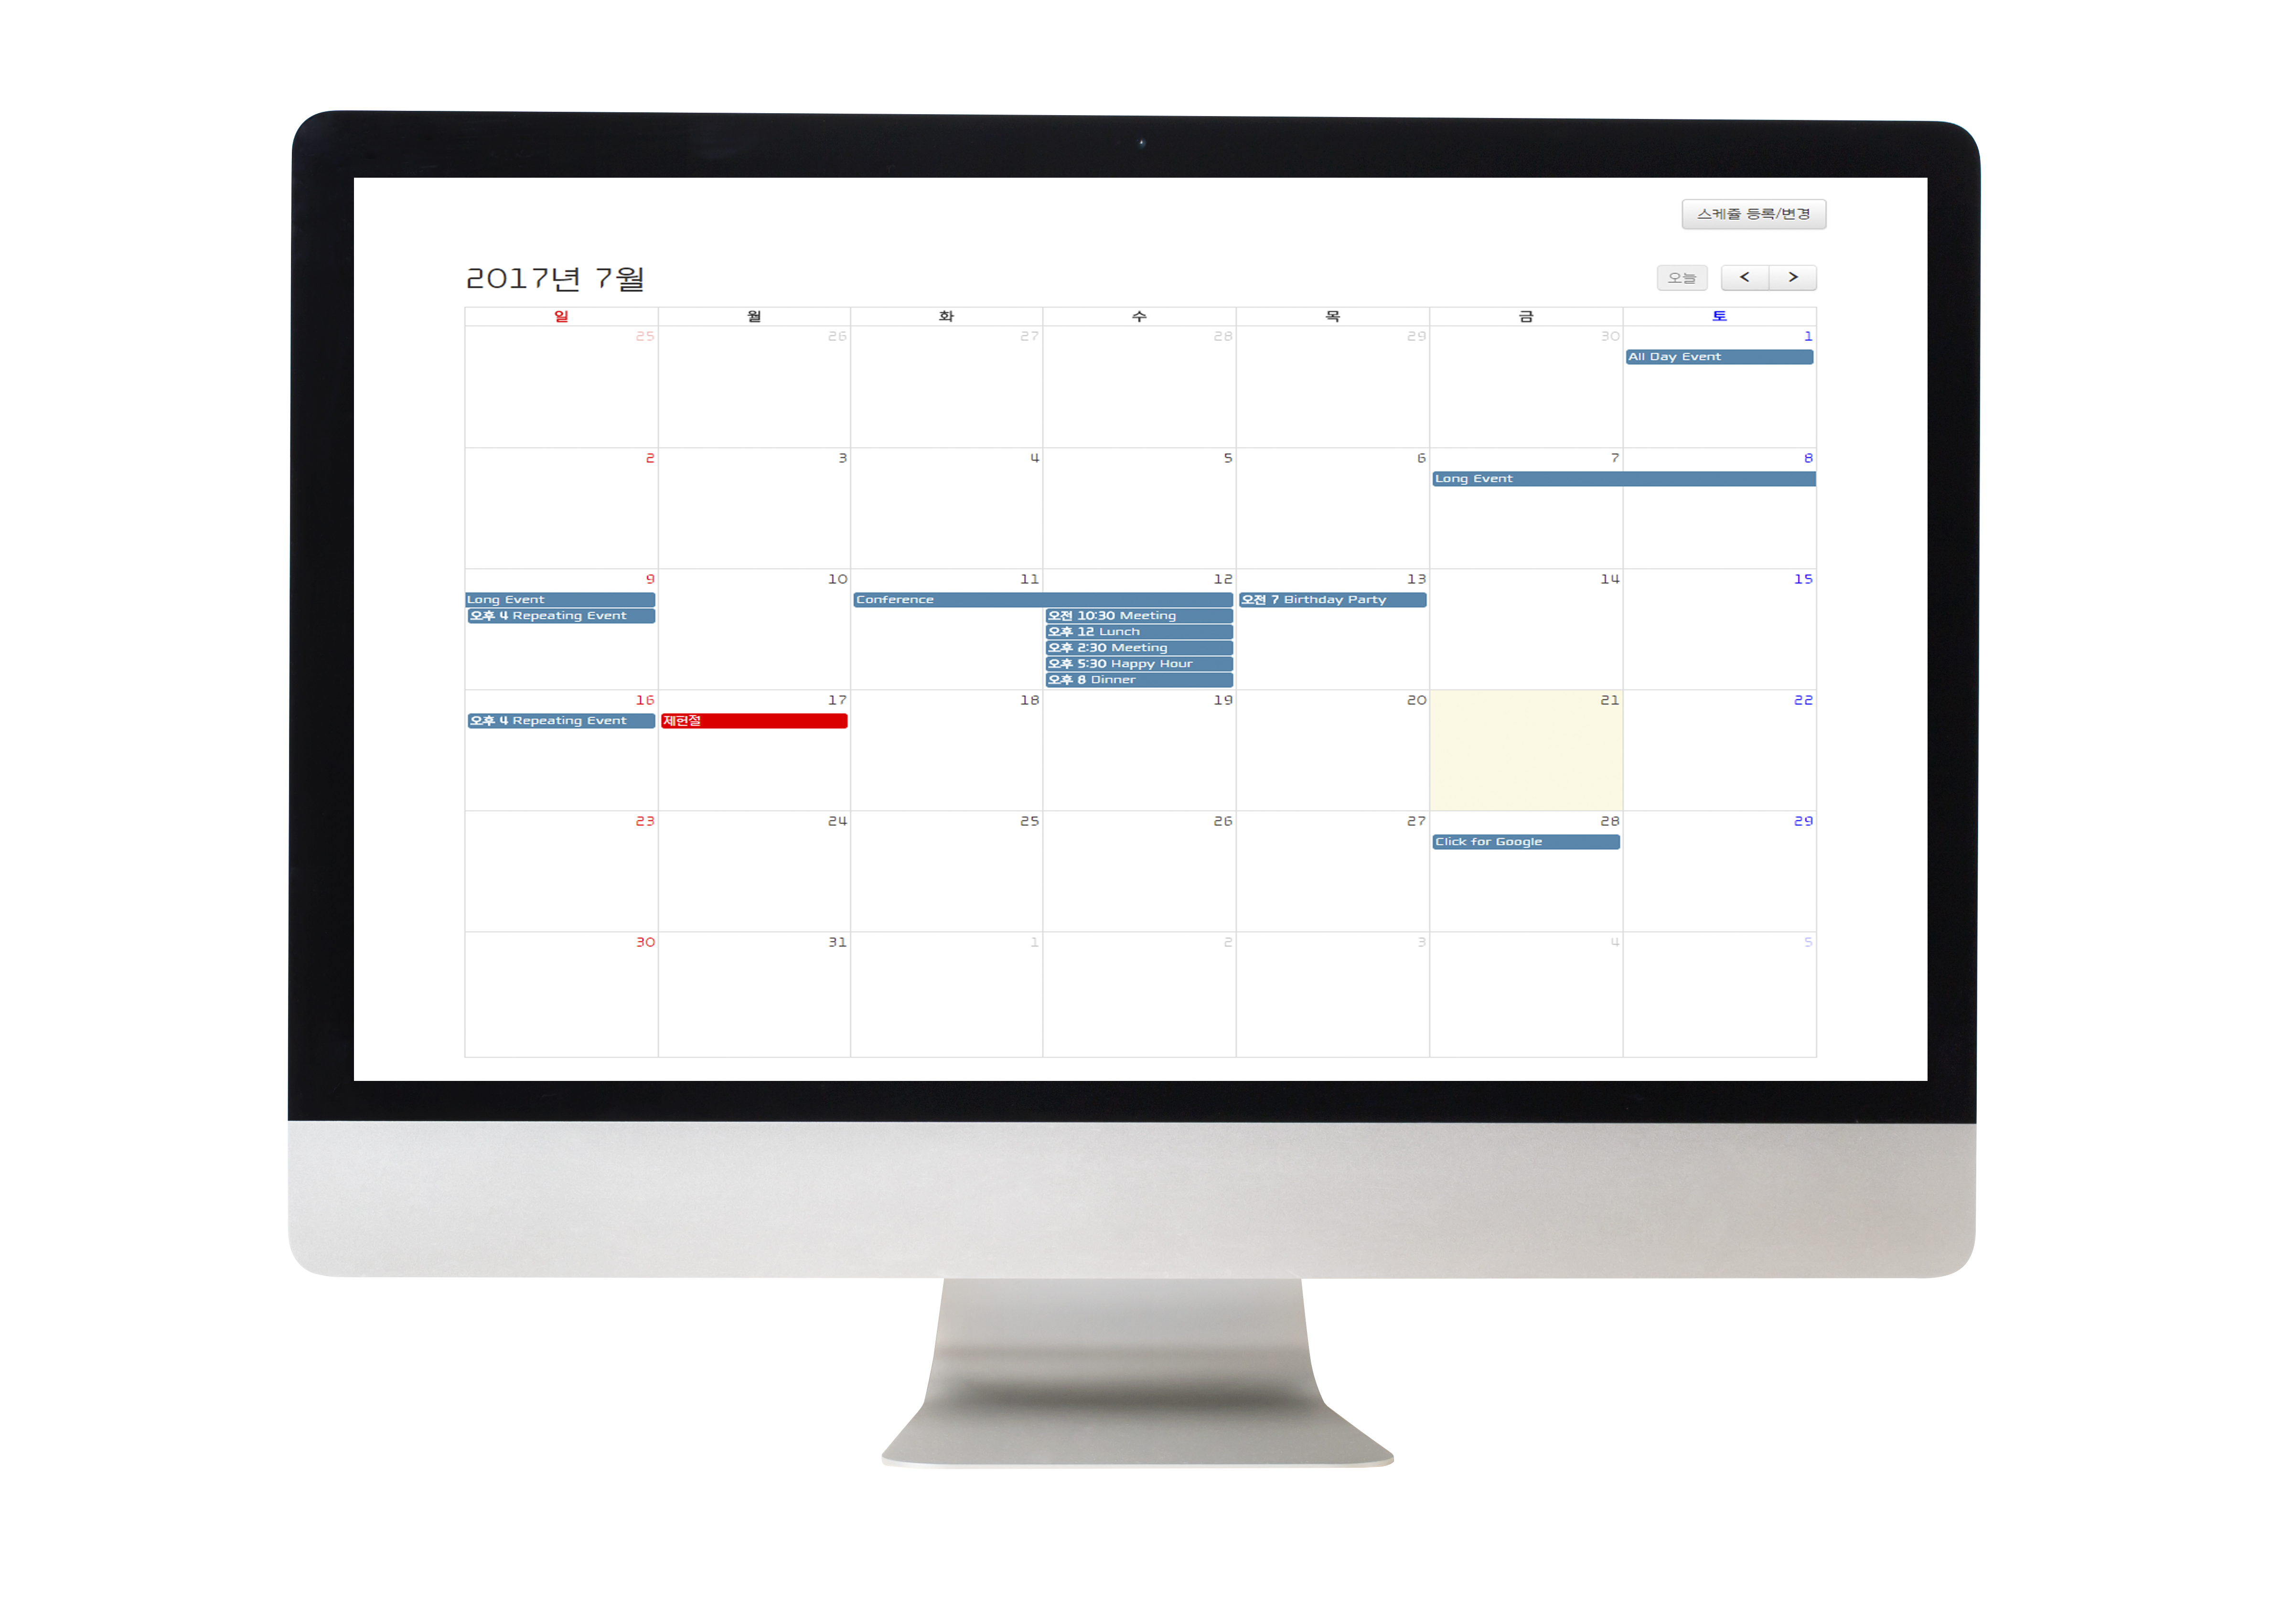 스케쥴 등록/변경
2017년 7월
오늘 < >
일 월 화 수 목 금 토
25 26 27 28 29 30 1
All Day Event
2 3 4 5 6 7 8
Long Event
9 10 11 12 13 14 15
Long Event Conference 오전 7 Birthday Party
오후 4 Repeating Event 오전 10:30 Meeting
오후 12 Lunch
오후 2:30 Meeting
오후 5:30 Happy Hour
오후 8 Dinner
16 17 18 19 20 21 22
오후 4 Repeating Event 제헌절
23 24 25 26 27 28 29
Click for Google
30 31 1 2 3 4 5